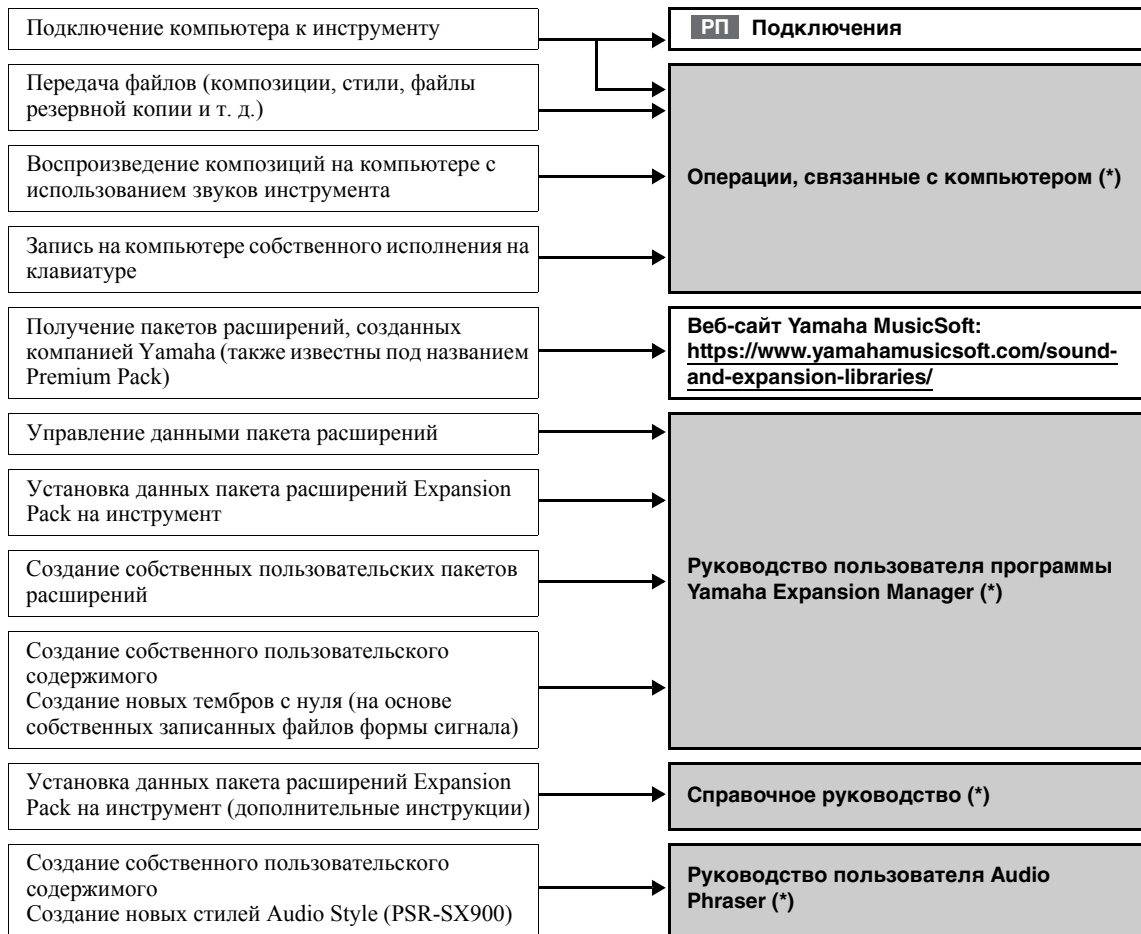 Подключение компьютера к инструменту
РП Подключения
Передача файлов (композиции, стили, файлы
резервной копии и т. д.)
Воспроизведение композиций на компьютере с
использованием звуков инструмента
Запись на компьютере собственного исполнения на
клавиатуре
Операции, связанные с компьютером (*)
Получение пакетов расширений, созданных
компанией Yamaha (также известны под названием
Premium Pack)
Веб-сайт Yamaha MusicSoft:
https://www.yamahamusicsoft.com/sound-
and-expansion-libraries/
Управление данными пакета расширений
Установка данных пакета расширений Expansion
Pack на инструмент
Создание собственных пользовательских пакетов
расширений
Создание собственного пользовательского
содержимого
Создание новых тембров с нуля (на основе
собственных записанных файлов формы сигнала)
Руководство пользователя программы
Yamaha Expansion Manager (*)
Установка данных пакета расширений Expansion
Pack на инструмент (дополнительные инструкции)
Справочное руководство (*)
Создание собственного пользовательского
содержимого
Создание новых стилей Audio Style (PSR-SX900)
Руководство пользователя Audio
Phraser (*)